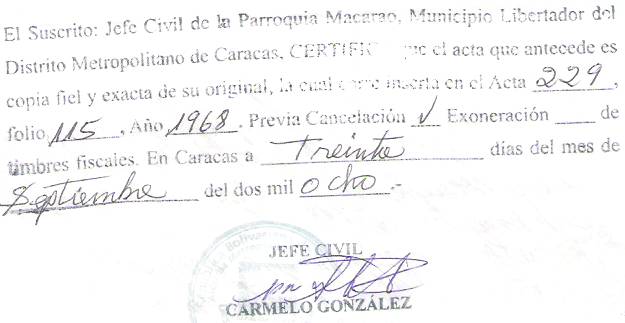 El Suscrito: Jefe Civil de la Parroquia Macarao, Municipio Libertador del
Distrito Metropolitano de Caracas, que el acta que antecede es
copia fiel y exacta de su original, la cual corre inserta en el Acta 229,
folio 115, Año 1968. Previa Cancelación ✓ Exoneración ____ de
timbres fiscales. En Caracas a Treinta días del mes de
Septiembre del dos mil Ocho.-
JEFE CIVIL
CARMELO GONZÁLEZ